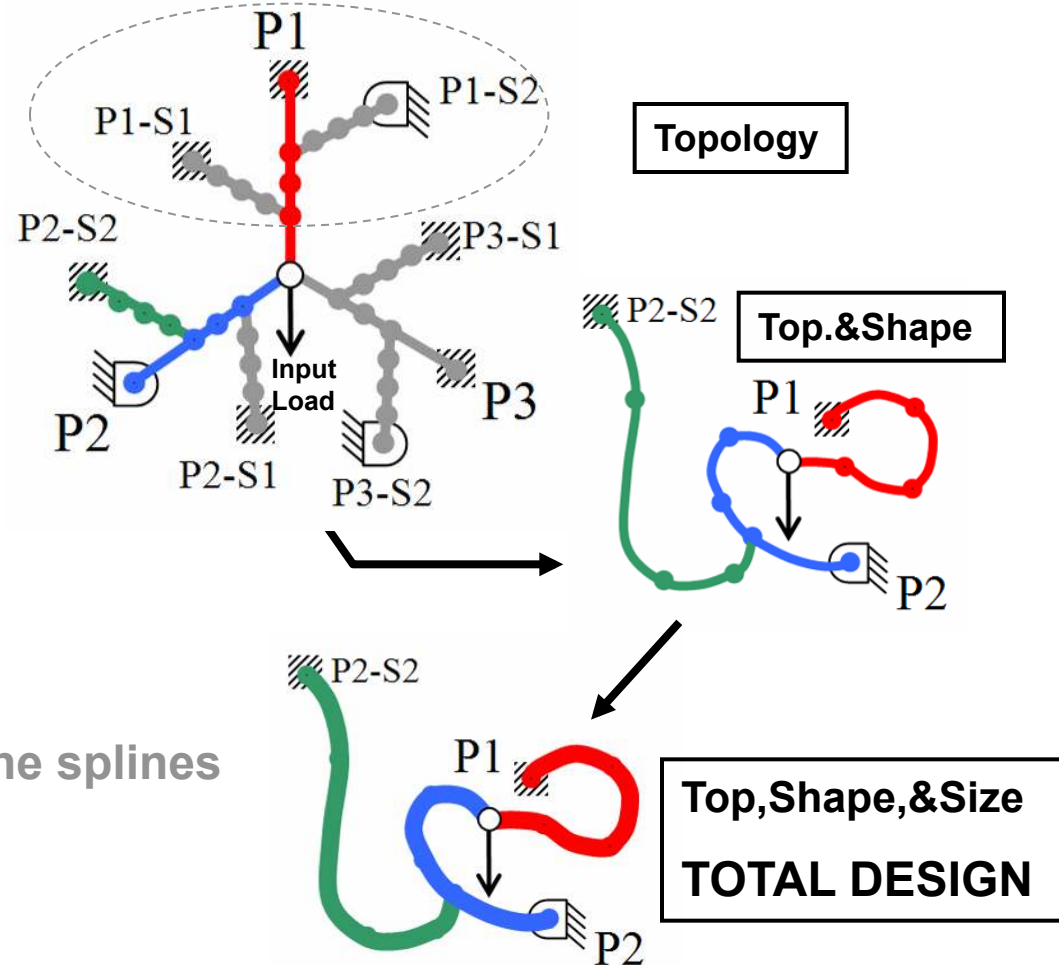 P1
P1-S2
P1-S1
Topology
P2-S2
P3-S1
Input
Load
P2
P3
P2-S1
P3-S2
P2-S2
Top.&Shape
P1
P2
P2-S2
P1
P2
splines
Top,Shape,&Size
TOTAL DESIGN